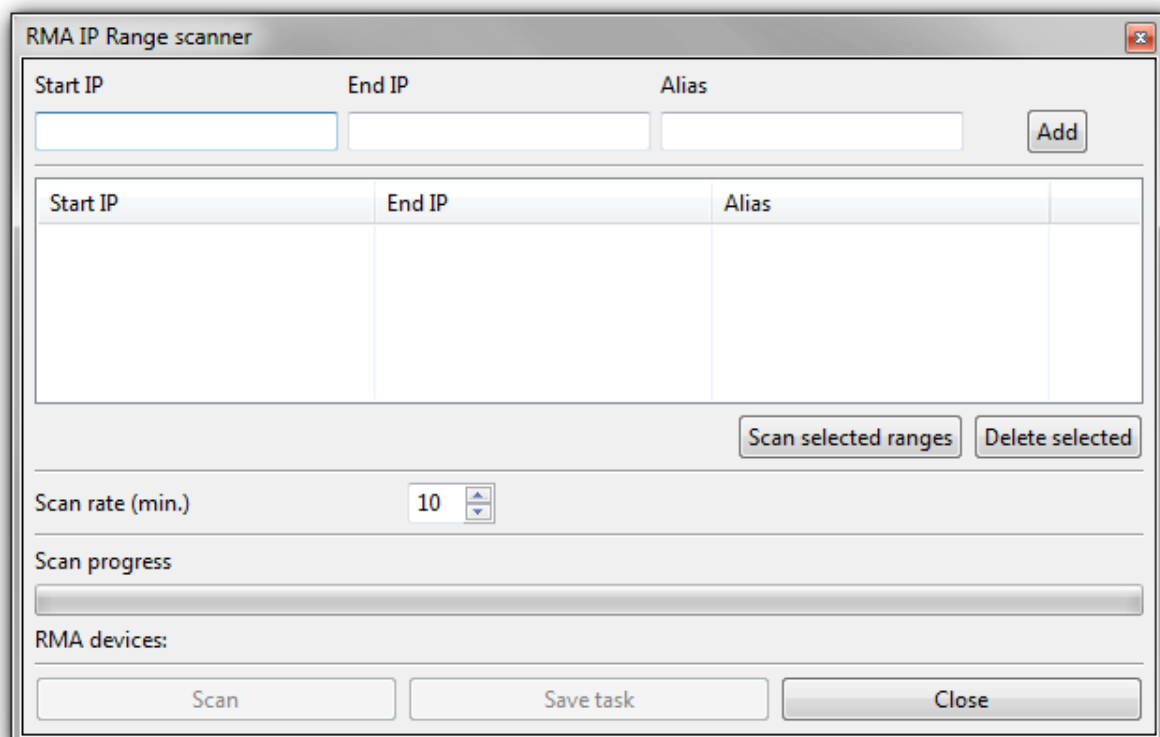 RMA IP Range scanner
Start IP End IP Alias
Add
Start IP End IP Alias
Scan selected ranges Delete selected
Scan rate (min.) 10
Scan progress
RMA devices:
Scan Save task Close